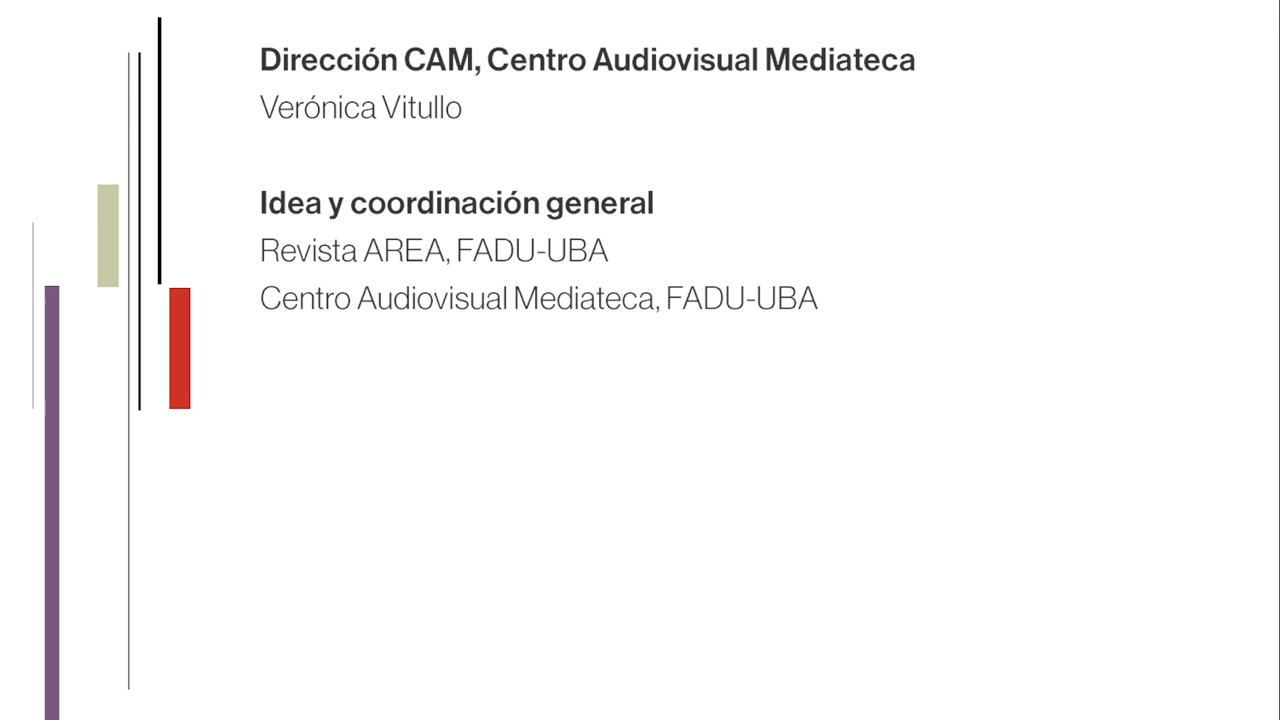 Dirección CAM, Centro Audiovisual Mediateca
Verónica Vitullo
Idea y coordinación general
Revista AREA, FADU-UBA
Centro Audiovisual Mediateca, FADU-UBA